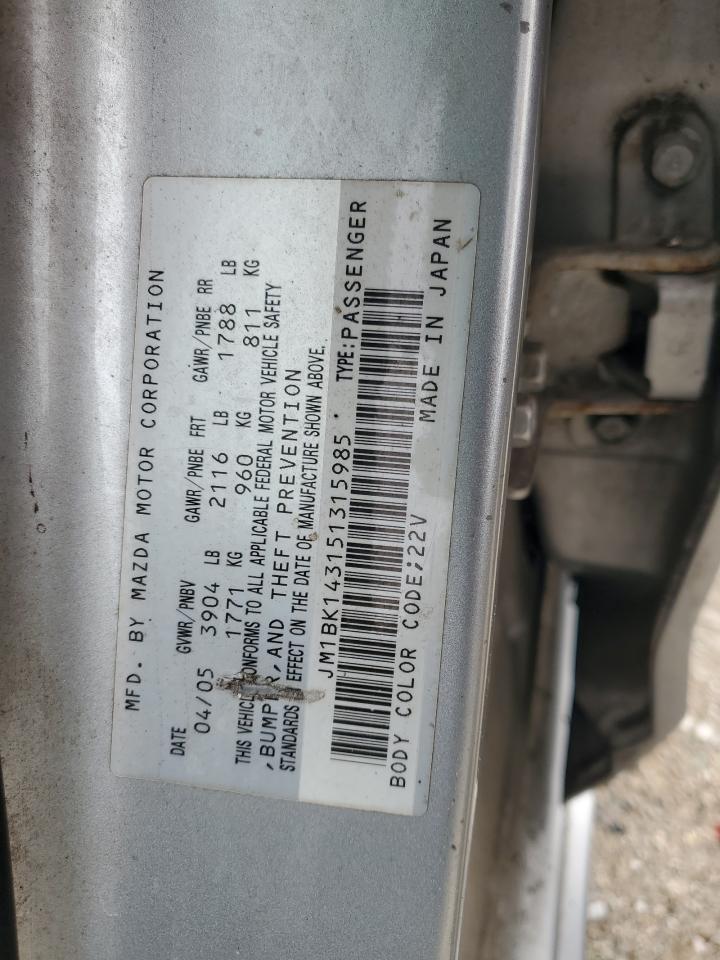 MFD. BY MAZDA MOTOR CORPORATION
DATE GVWR/PNBV GAWR/PNBE FRT GAWR/PNBE RR
04/05 3904 LB 2116 LB 1788 LB
1771 KG 960 KG 811 KG
THIS VEHICLE CONFORMS TO ALL APPLICABLE FEDERAL MOTOR VEHICLE SAFETY
,BUMPER,AND THEFT PREVENTION
STANDARDS EFFECT ON THE DATE OF MANUFACTURE SHOWN ABOVE.
JM1BK143151315985 TYPE:PASSENGER
BODY COLOR CODE;22V MADE IN JAPAN